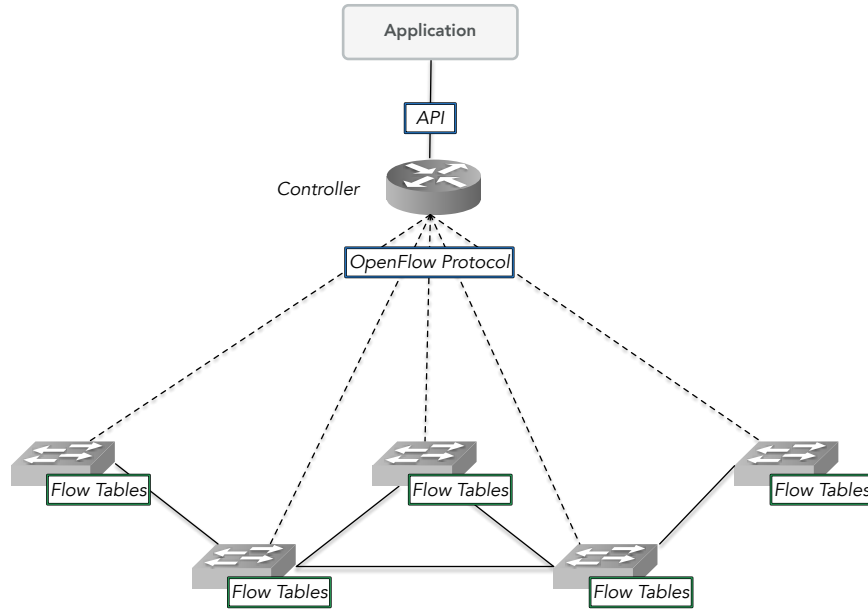 Application
API
Controller
OpenFlow Protocol
Flow Tables
Flow Tables
Flow Tables
Flow Tables
Flow Tables